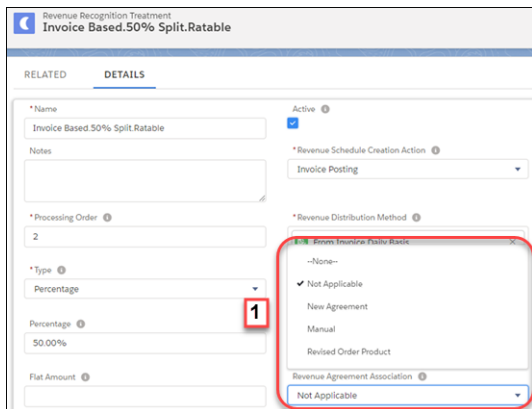 Revenue Recognition Treatment
Invoice Based.50% Split.Ratable
RELATED
DETAILS
*Name
Invoice Based.50% Split.Ratable
Notes
*Processing Order
2
*Type
Percentage
Percentage
50.00%
Flat Amount
Active
*Revenue Schedule Creation Action
Invoice Posting
*Revenue Distribution Method
From Invoice Daily Basis
--None--
Not Applicable
New Agreement
Manual
Revised Order Product
1
Revenue Agreement Association
Not Applicable